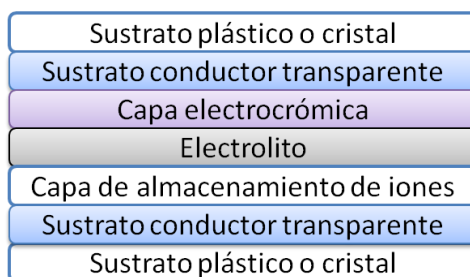 Sustrato plástico o cristal
Sustrato conductor transparente
Capa electrocrómica
Electrolito
Capa de almacenamiento de iones
Sustrato conductor transparente
Sustrato plástico o cristal